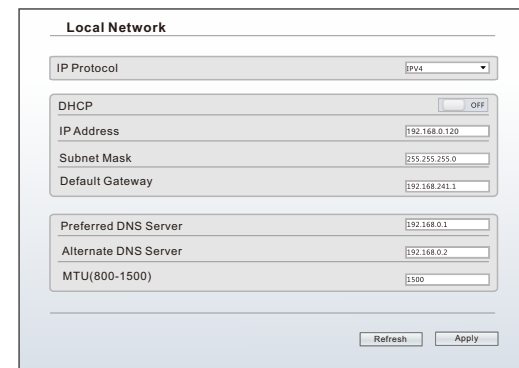 Local Network
IP Protocol IPV4
DHCP OFF
IP Address 192.168.0.120
Subnet Mask 255.255.255.0
Default Gateway 192.168.241.1
Preferred DNS Server 192.168.0.1
Alternate DNS Server 192.168.0.2
MTU(800-1500) 1500
Refresh Apply